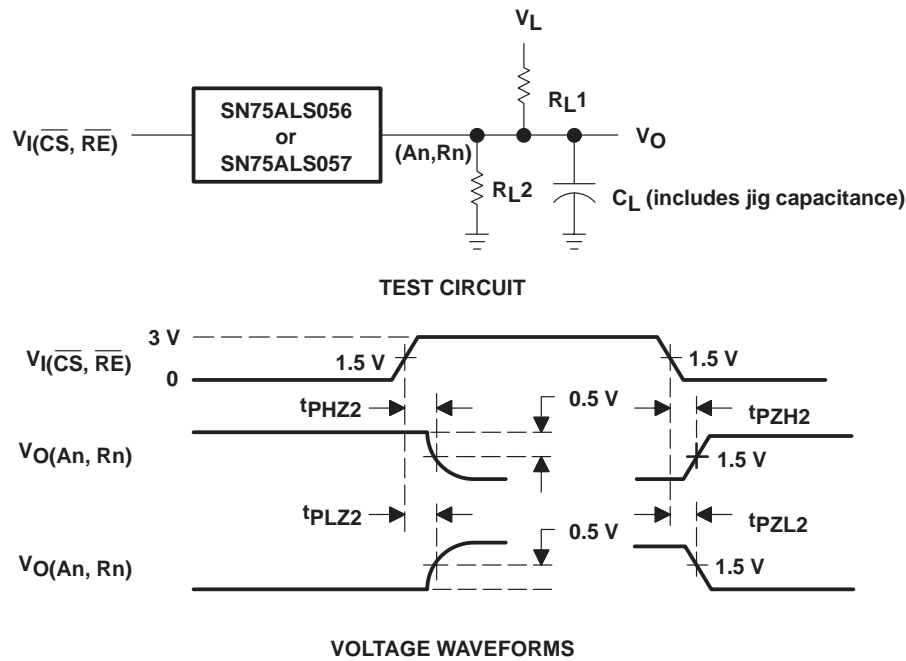 VL
RL1
SN75ALS056
or
SN75ALS057
VI(CS, RE)
(An,Rn)
VO
RL2
CL (includes jig capacitance)
TEST CIRCUIT
3 V
VI(CS, RE)
1.5 V
1.5 V
0
tPHZ2
0.5 V
tPZH2
VO(An, Rn)
1.5 V
tPLZ2
0.5 V
tPZL2
VO(An, Rn)
1.5 V
VOLTAGE WAVEFORMS